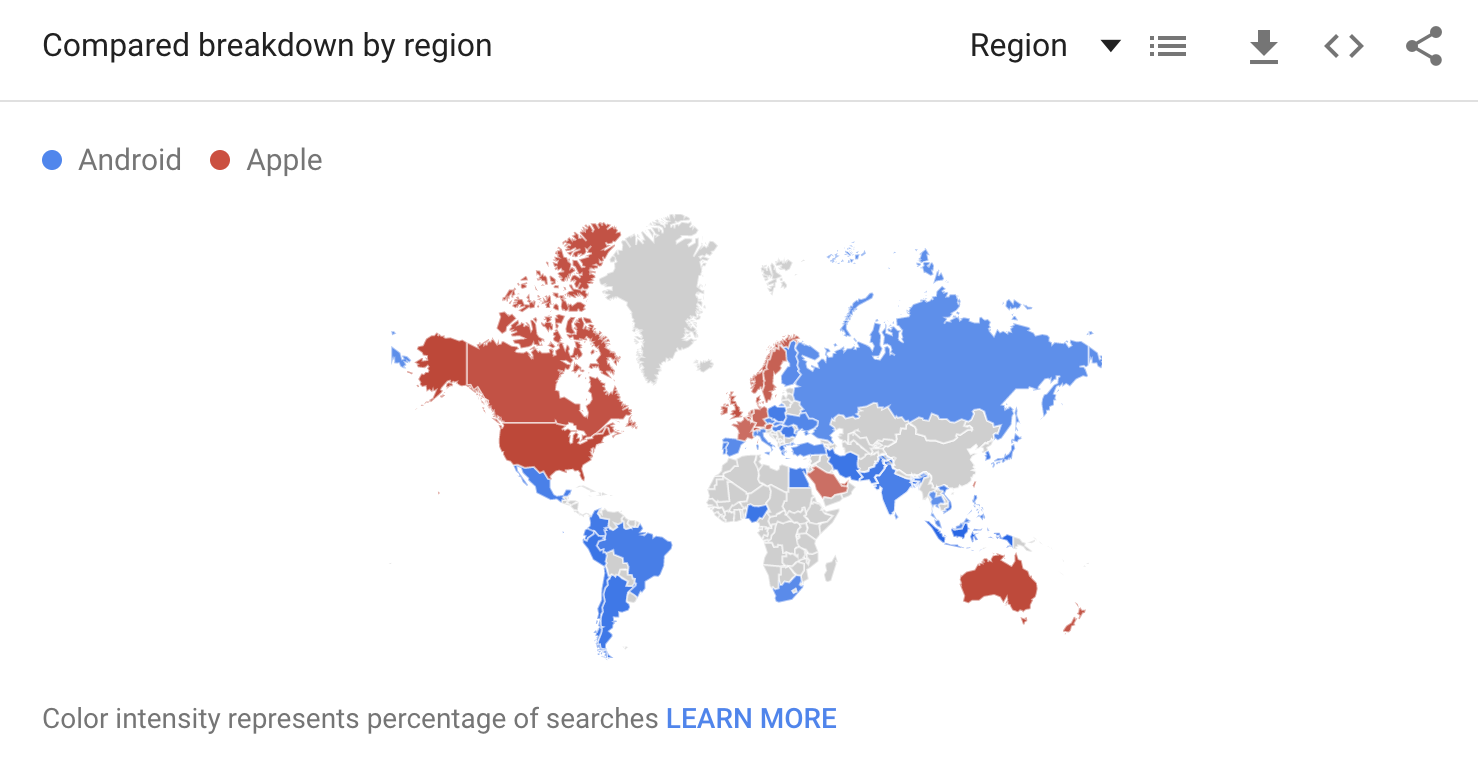 Compared breakdown by region
Region
Android
Apple
Color intensity represents percentage of searches LEARN MORE